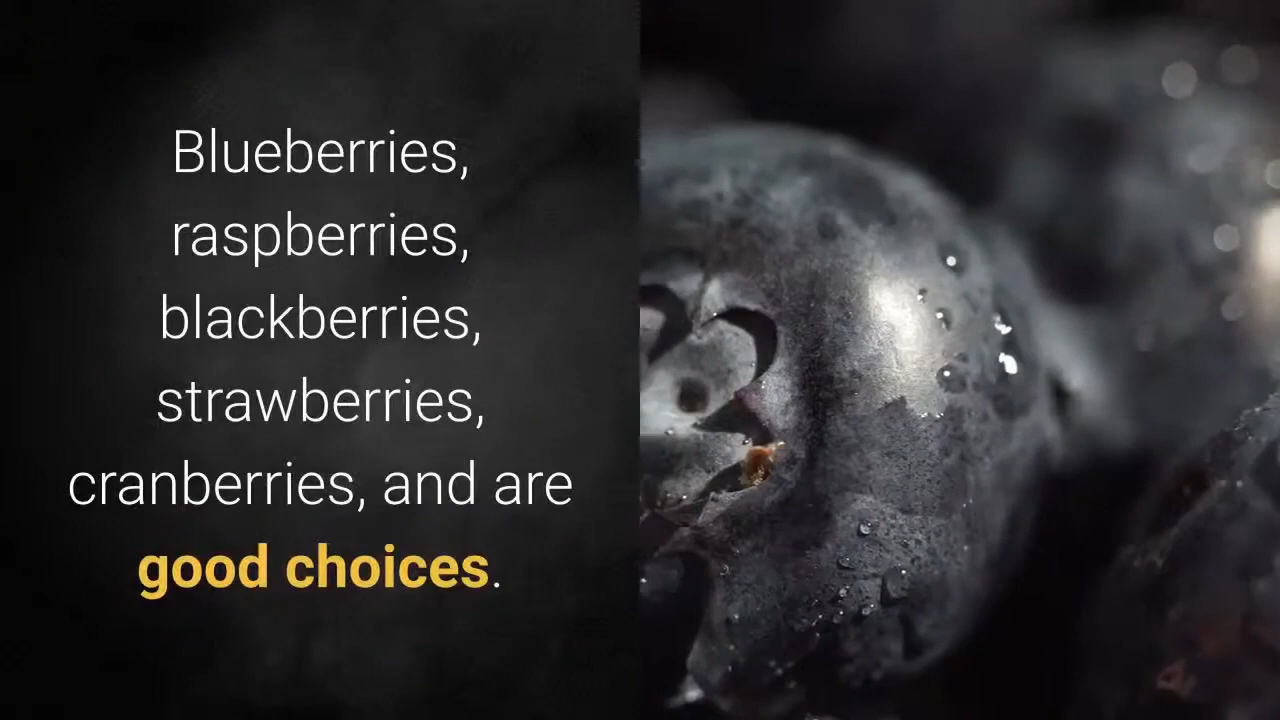 Blueberries,
raspberries,
blackberries,
strawberries,
cranberries, and are
good choices.